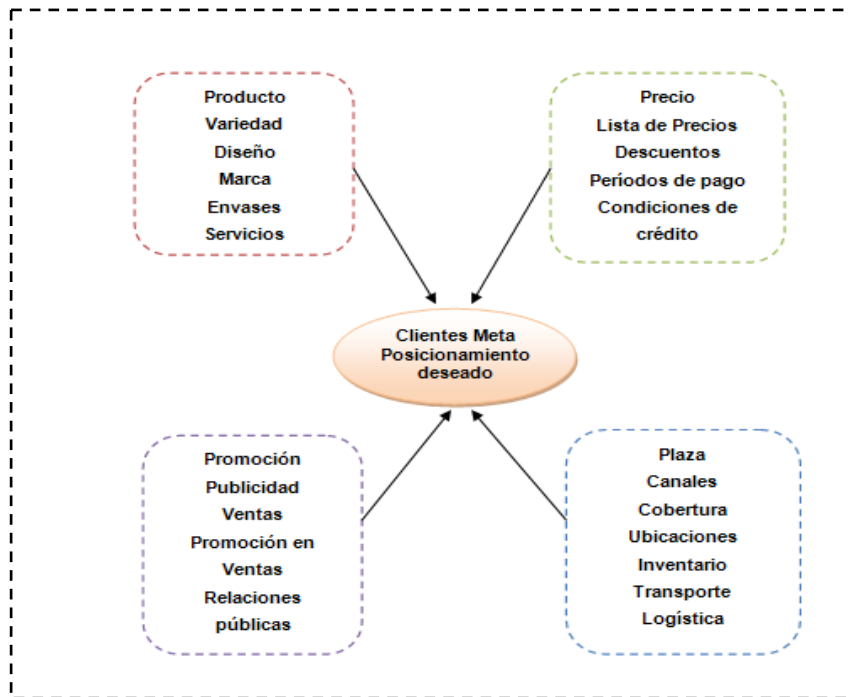 Producto
Variedad
Diseño
Marca
Envases
Servicios
Precio
Lista de Precios
Descuentos
Períodos de pago
Condiciones de
crédito
Clientes Meta
Posicionamiento
deseado
Promoción
Publicidad
Ventas
Promoción en
Ventas
Relaciones
públicas
Plaza
Canales
Cobertura
Ubicaciones
Inventario
Transporte
Logística